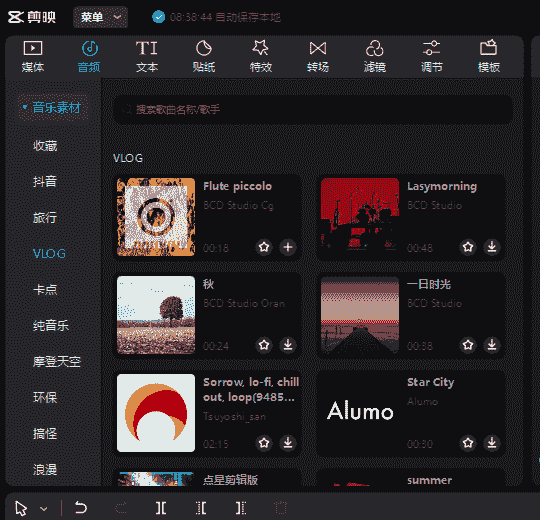 剪映 菜单 08:38:44 自动保存本地
媒体 音频 文本 贴纸 特效 转场 滤镜 调节 模板
音乐素材
收藏
抖音
旅行
VLOG
卡点
纯音乐
摩登天空
环保
搞怪
浪漫
搜索歌曲名称/歌手
VLOG
Flute piccolo
BCD Studio Cg
00:18
Lasymorning
BCD Studio
00:48
秋
BCD Studio Oran
00:24
一日时光
BCD Studio
00:38
Sorrow, lo-fi, chill
out, loop(9485...
Tsuyoshi_san
02:15
Alumo
Star City
Alumo
00:30
点星剪辑版
summer